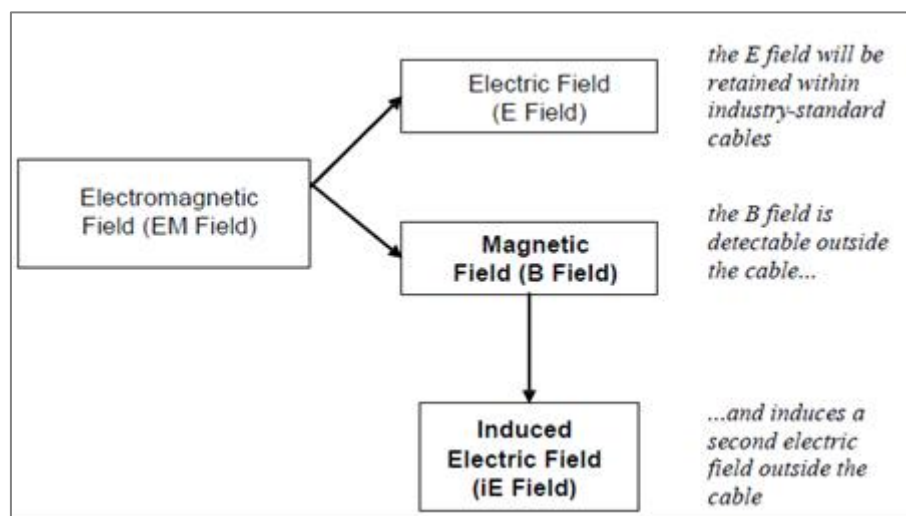 Electric Field
(E Field)
the E field will be
retained within
industry-standard
cables
Electromagnetic
Field (EM Field)
Magnetic
Field (B Field)
the B field is
detectable outside
the cable...
Induced
Electric Field
(iE Field)
...and induces a
second electric
field outside the
cable